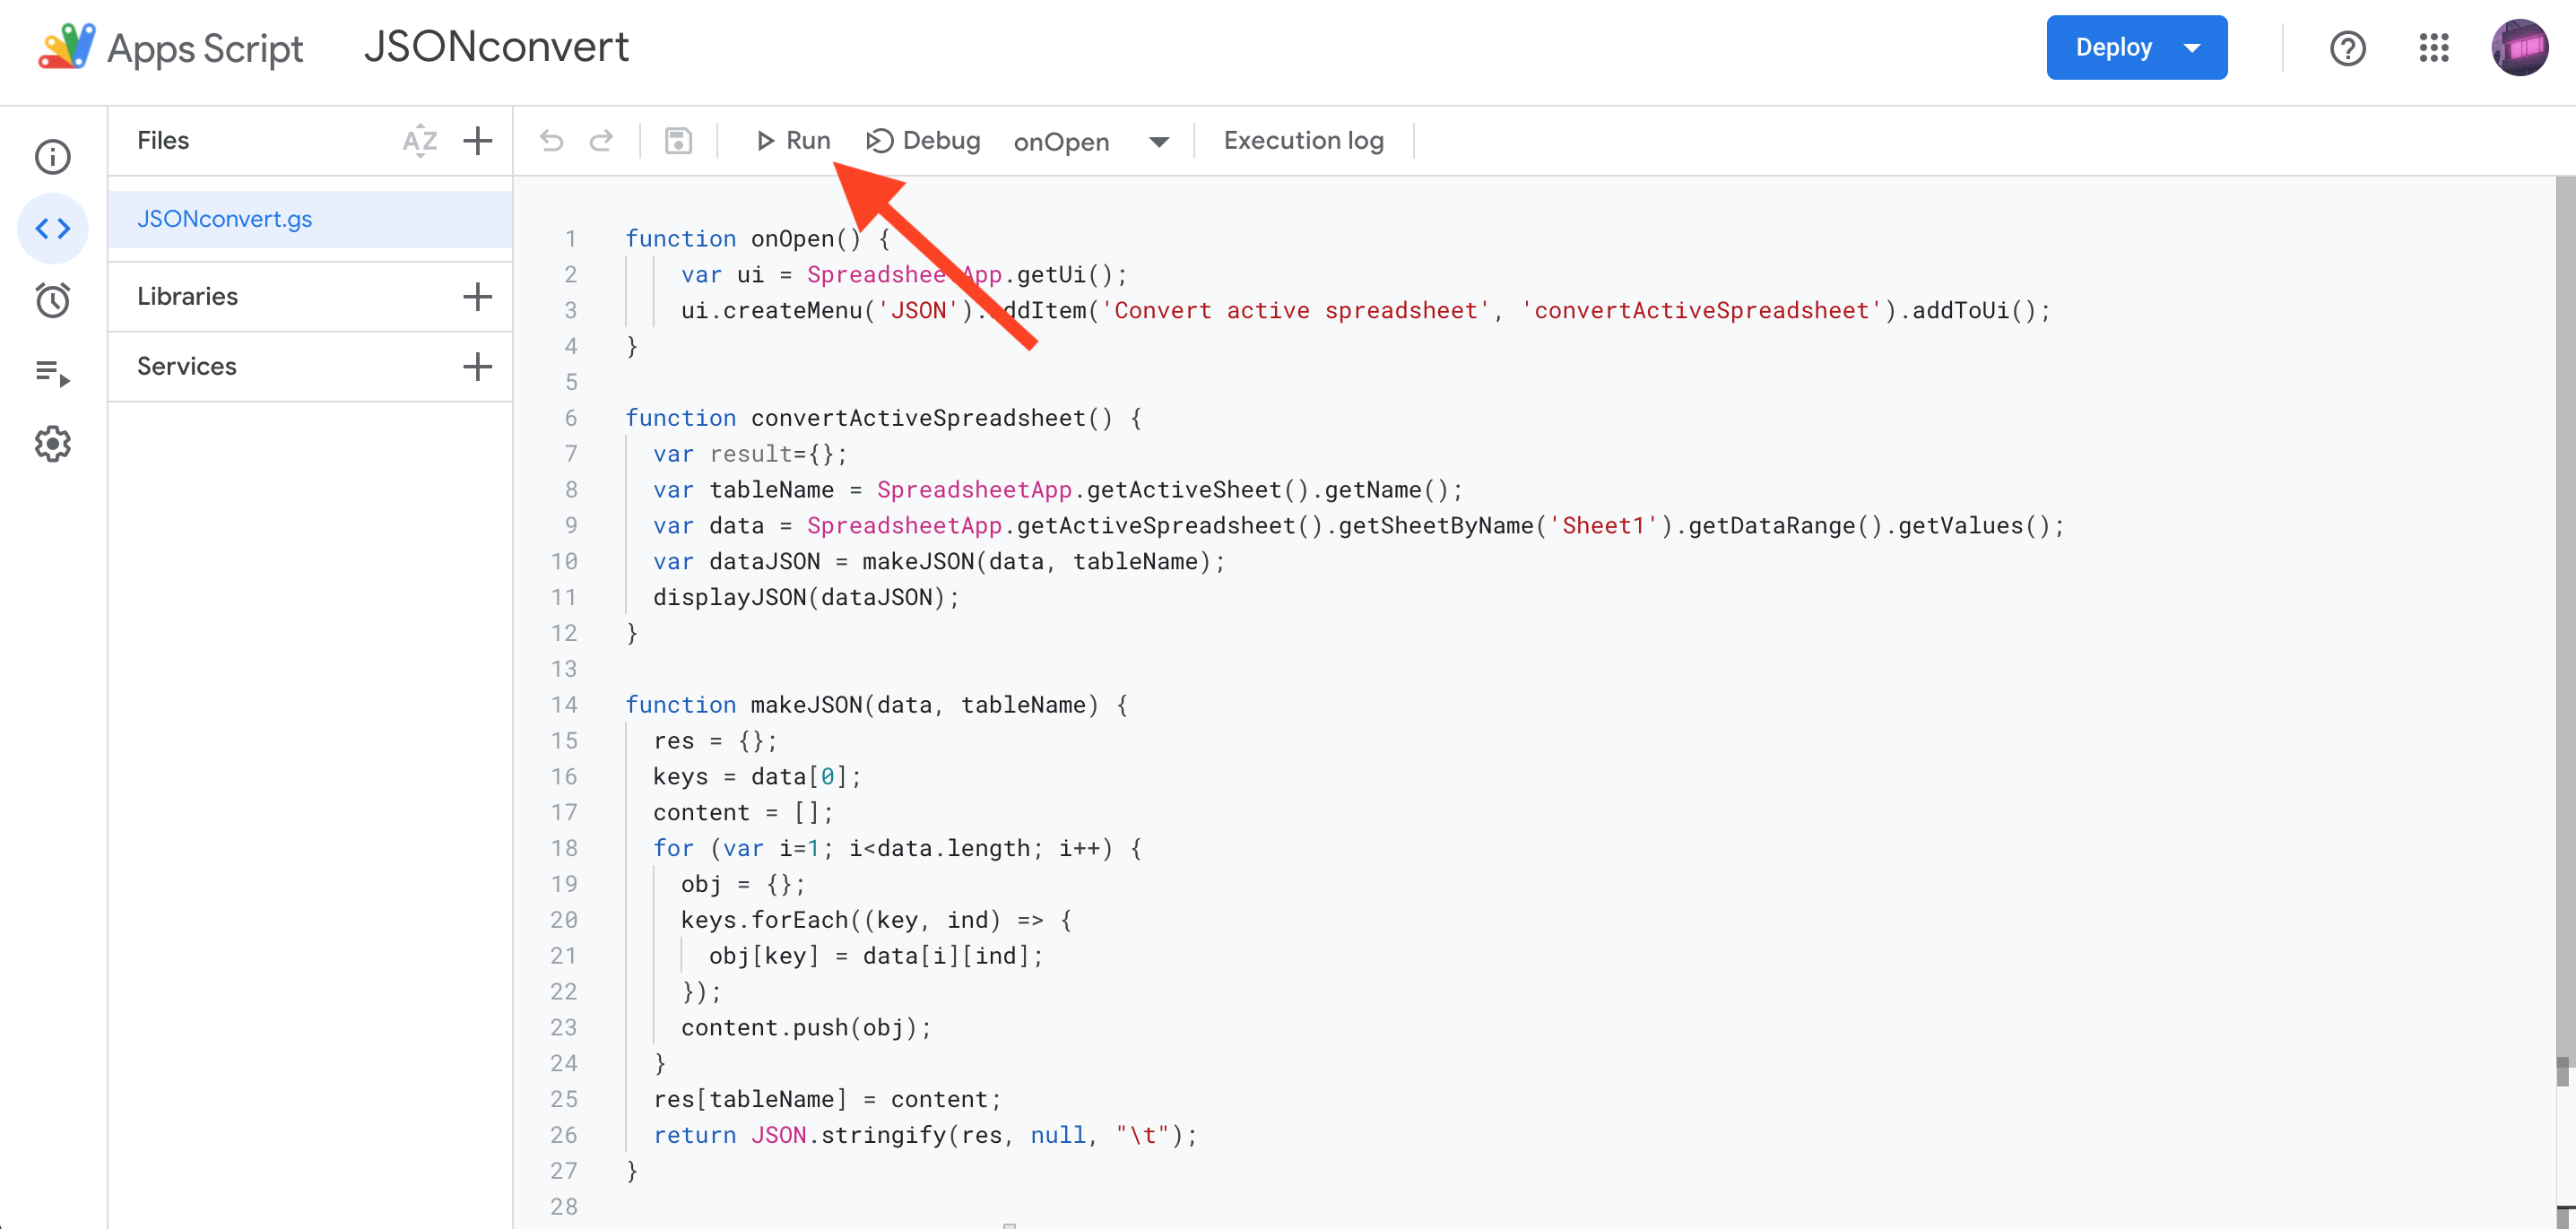 Apps Script JSONconvert Deploy
Files AZ Run Debug onOpen Execution log
JSONconvert.gs
Libraries
Services
1 function onOpen() {
2 var ui = SpreadsheetApp.getUi();
3 ui.createMenu('JSON').addItem('Convert active spreadsheet', 'convertActiveSpreadsheet').addToUi();
4 }
5
6 function convertActiveSpreadsheet() {
7 var result={};
8 var tableName = SpreadsheetApp.getActiveSheet().getName();
9 var data = SpreadsheetApp.getActiveSpreadsheet().getSheetByName('Sheet1').getDataRange().getValues();
10 var dataJSON = makeJSON(data, tableName);
11 displayJSON(dataJSON);
12 }
13
14 function makeJSON(data, tableName) {
15 res = {};
16 keys = data[0];
17 content = [];
18 for (var i=1; i<data.length; i++) {
19 obj = {};
20 keys.forEach((key, ind) => {
21 obj[key] = data[i][ind];
22 });
23 content.push(obj);
24 }
25 res[tableName] = content;
26 return JSON.stringify(res, null, "\t");
27 }
28